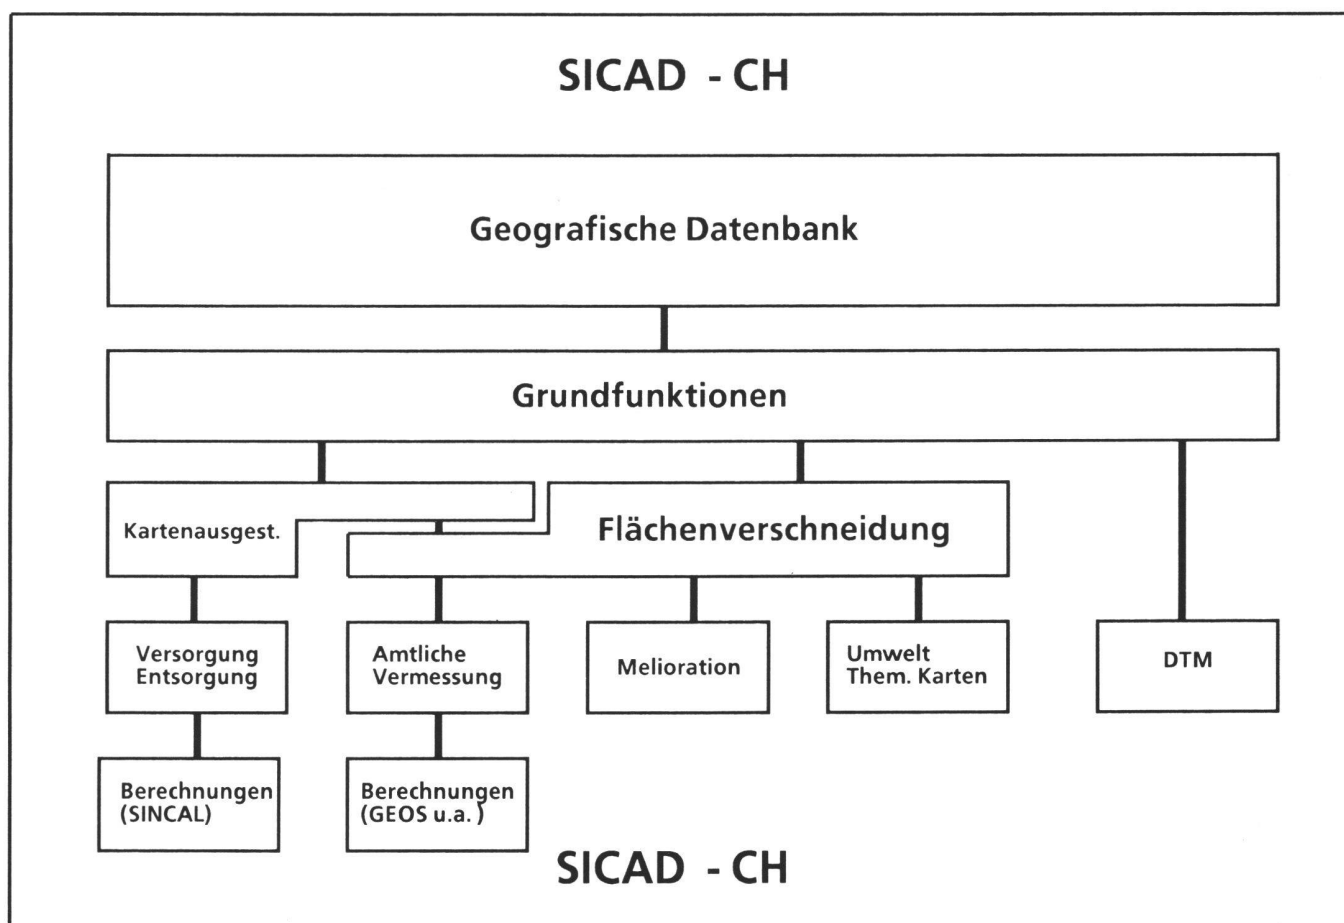 SICAD - CH
Geografische Datenbank
Grundfunktionen
Kartenausgest.
Flächenverschneidung
Versorgung
Entsorgung
Amtliche
Vermessung
Melioration
Umwelt
Them. Karten
DTM
Berechnungen
(SINCAL)
Berechnungen
(GEOS u.a.)
SICAD - CH